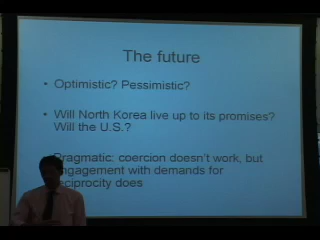 The future
• Optimistic? Pessimistic?
• Will North Korea live up to its promises?
Will the U.S.?
Pragmatic: coercion doesn't work, but
engagement with demands for
reciprocity does